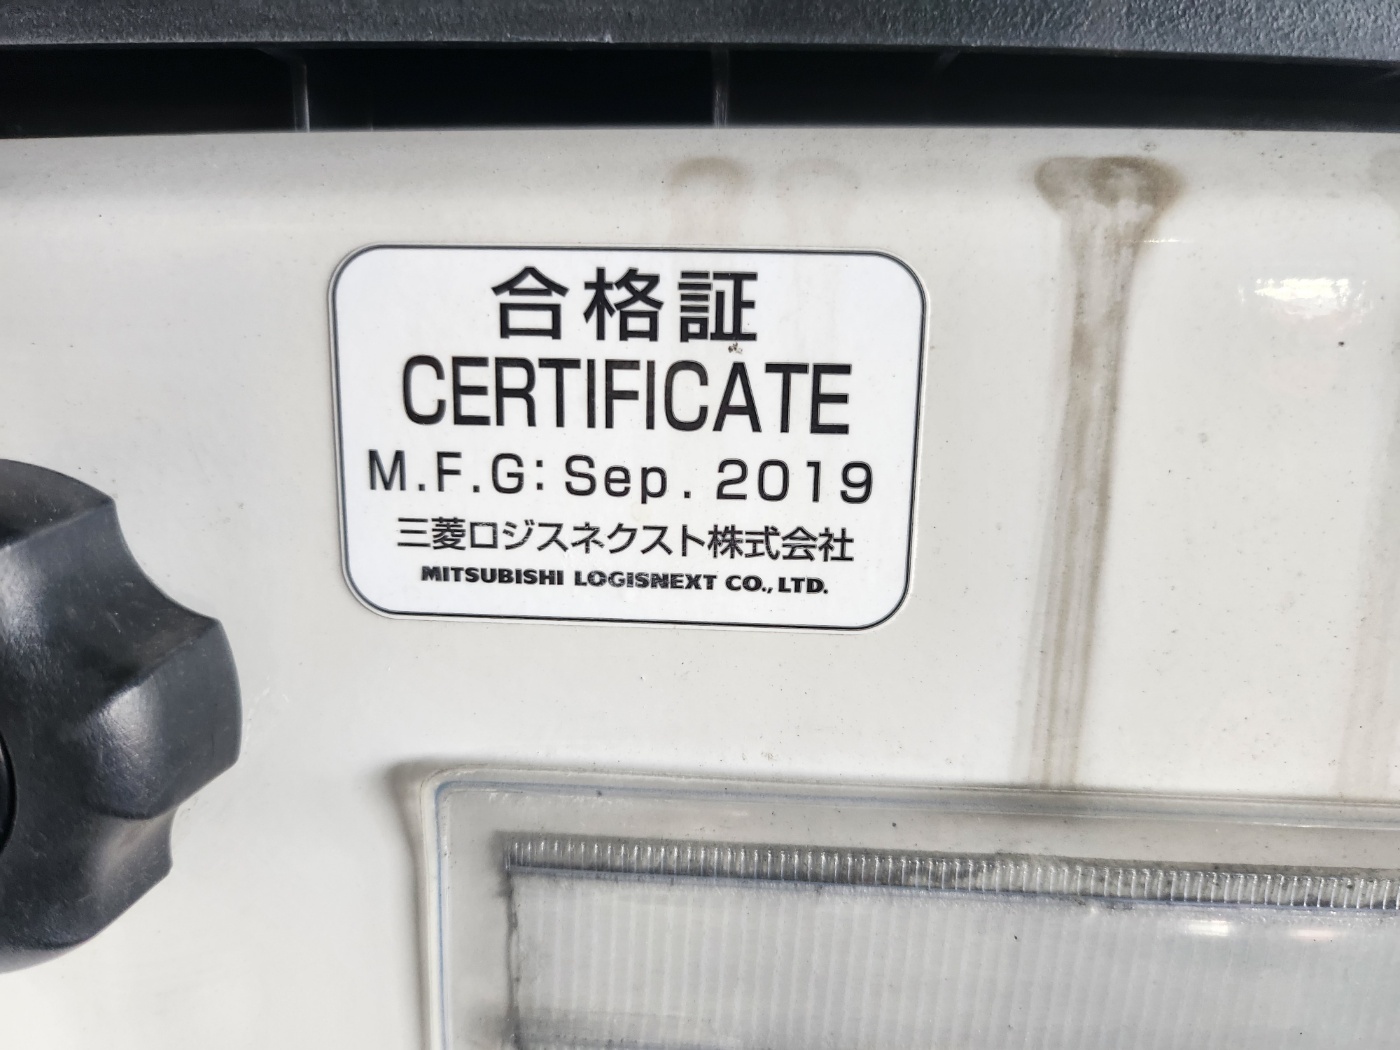 合格証
CERTIFICATE
M.F.G: Sep. 2019
三菱ロジスネクスト株式会社
MITSUBISHI LOGISNEXT CO., LTD.